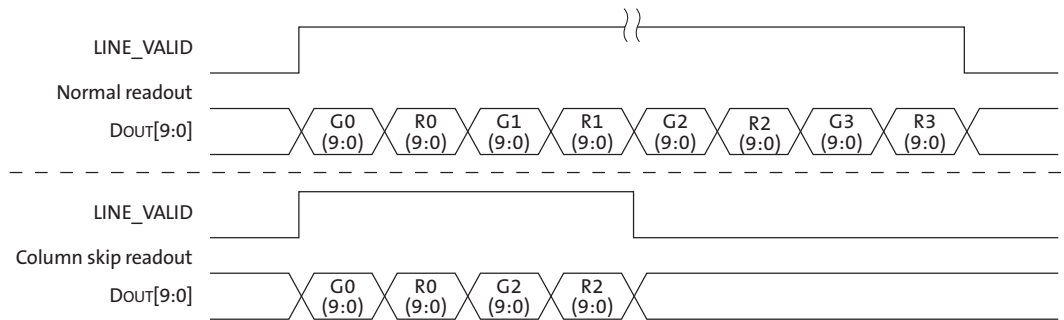 LINE_VALID
Normal readout
DOUT[9:0]
G0 R0 G1 R1 G2 R2 G3 R3
(9:0) (9:0) (9:0) (9:0) (9:0) (9:0) (9:0) (9:0)
LINE_VALID
Column skip readout
DOUT[9:0]
G0 R0 G2 R2
(9:0) (9:0) (9:0) (9:0)